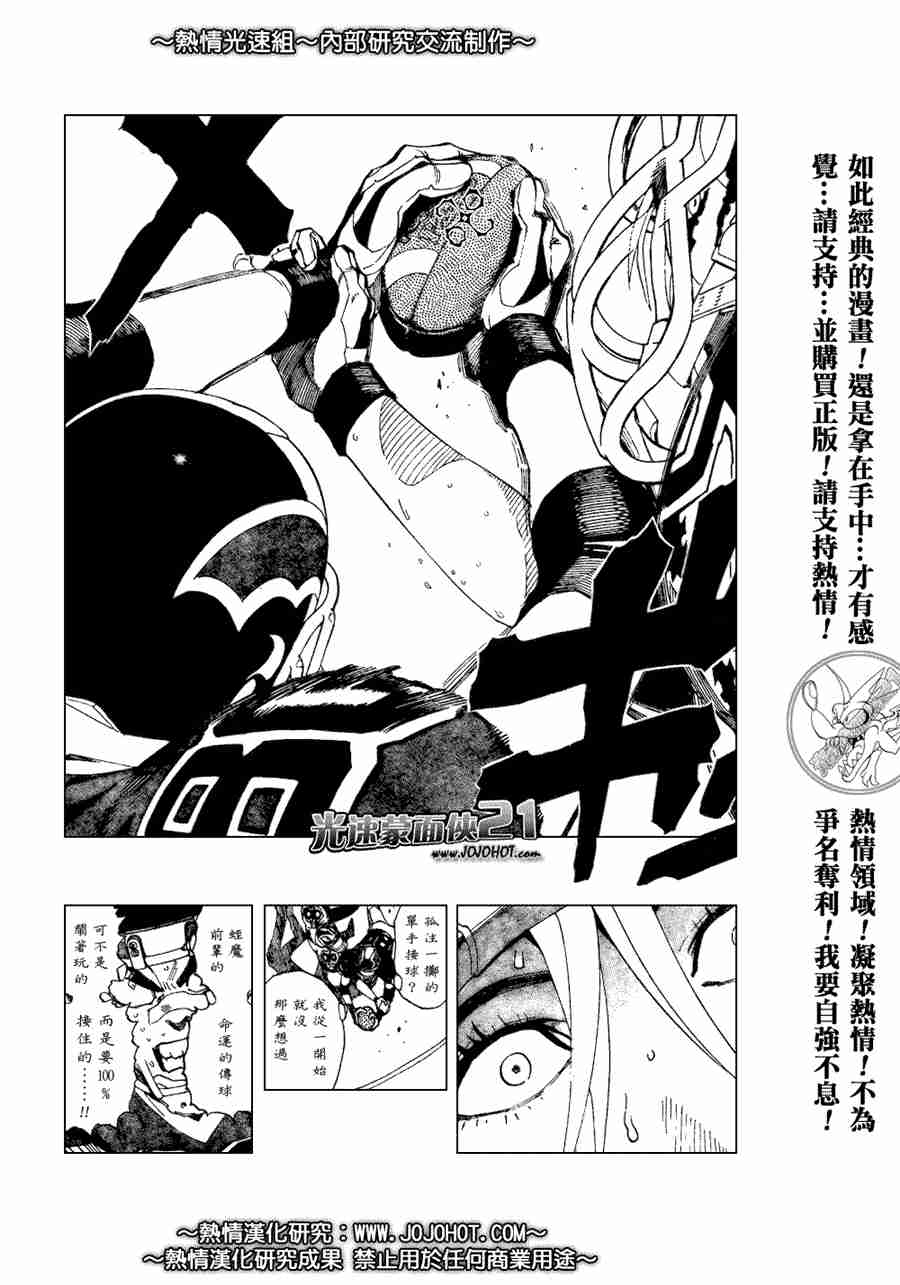 ～熱情光速組～內部研究交流制作～
如此經典的漫畫！還是拿在手中…才有感
覺…請支持…並購買正版！請支持熱情！
熱情領域！凝聚熱情！不為
爭名奪利！我要自強不息！
光速蒙面俠21
www.JOJOHOT.com
孤注一擲的
單手接球？
我從一開始
就沒
那麼想過
蛭魔
前輩的
命運的傳球
可不是
鬧著玩的
而是要100%
接住的……!!
～熱情漢化研究：WWW.JOJOHOT.COM～
～熱情漢化研究成果 禁止用於任何商業用途～